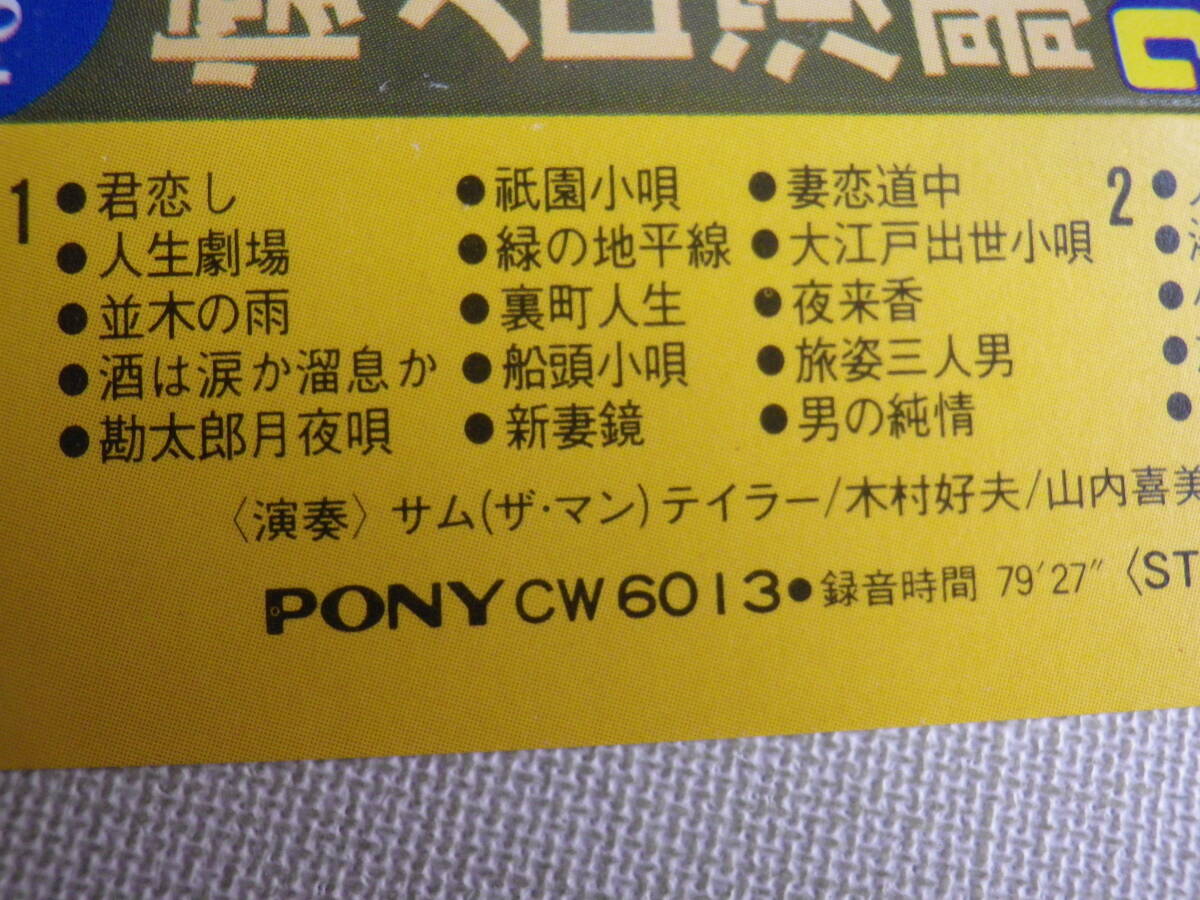 1 ●君恋し ●祇園小唄 ●妻恋道中 2 ●
●人生劇場 ●緑の地平線 ●大江戸出世小唄 ●
●並木の雨 ●裏町人生 ●夜来香 ●
●酒は涙か溜息か ●船頭小唄 ●旅姿三人男 ●
●勘太郎月夜唄 ●新妻鏡 ●男の純情 ●
〈演奏〉サム(ザ・マン)テイラー/木村好夫/山内喜美
PONY CW 6013●録音時間 79′27″〈ST